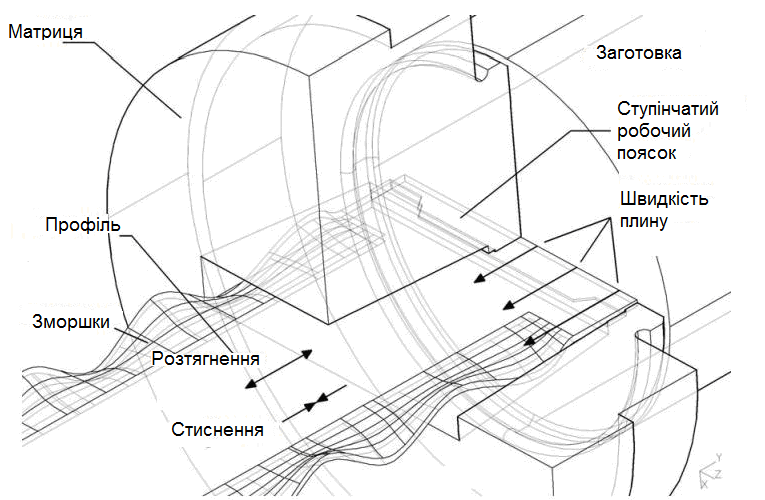 Матриця
Заготовка
Ступінчатий
робочий
поясок
Швидкість
плину
Профіль
Зморшки
Розтягнення
Стиснення
Y
Z
X